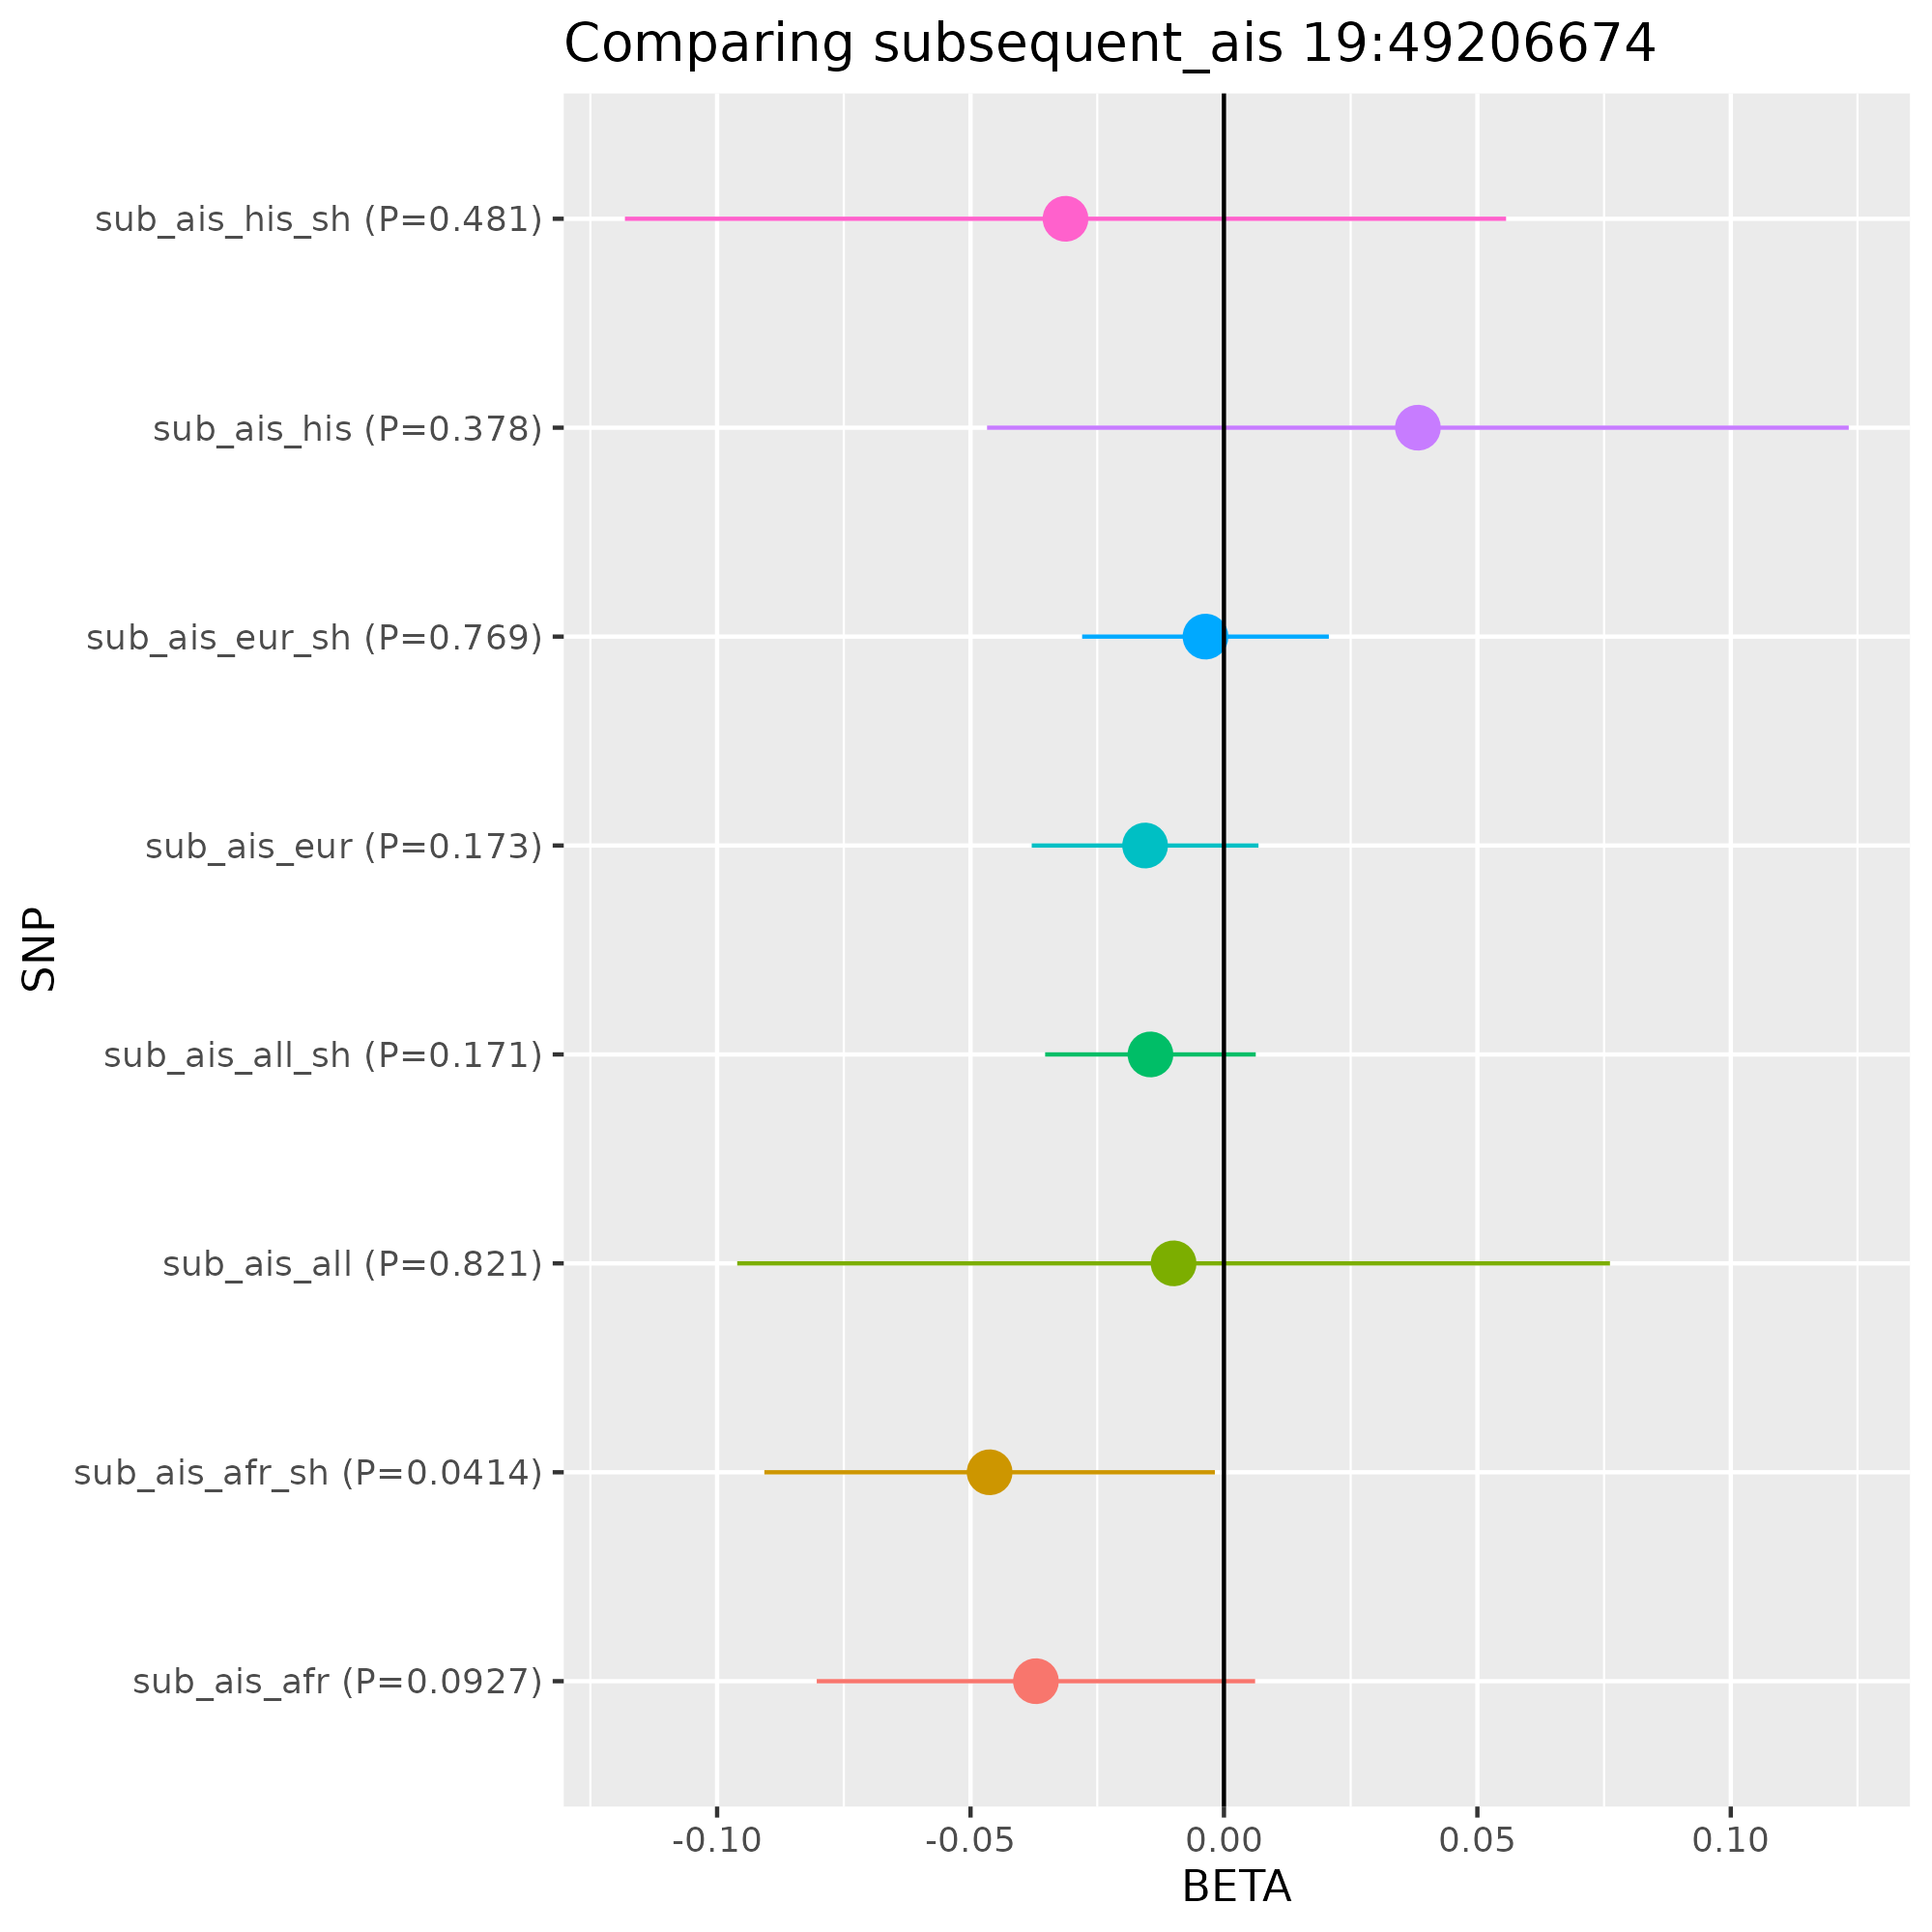 Comparing subsequent_ais 19:49206674
sub_ais_his_sh (P=0.481)
sub_ais_his (P=0.378)
sub_ais_eur_sh (P=0.769)
sub_ais_eur (P=0.173)
SNP
sub_ais_all_sh (P=0.171)
sub_ais_all (P=0.821)
sub_ais_afr_sh (P=0.0414)
sub_ais_afr (P=0.0927)
-0.10 -0.05 0.00 0.05 0.10
BETA